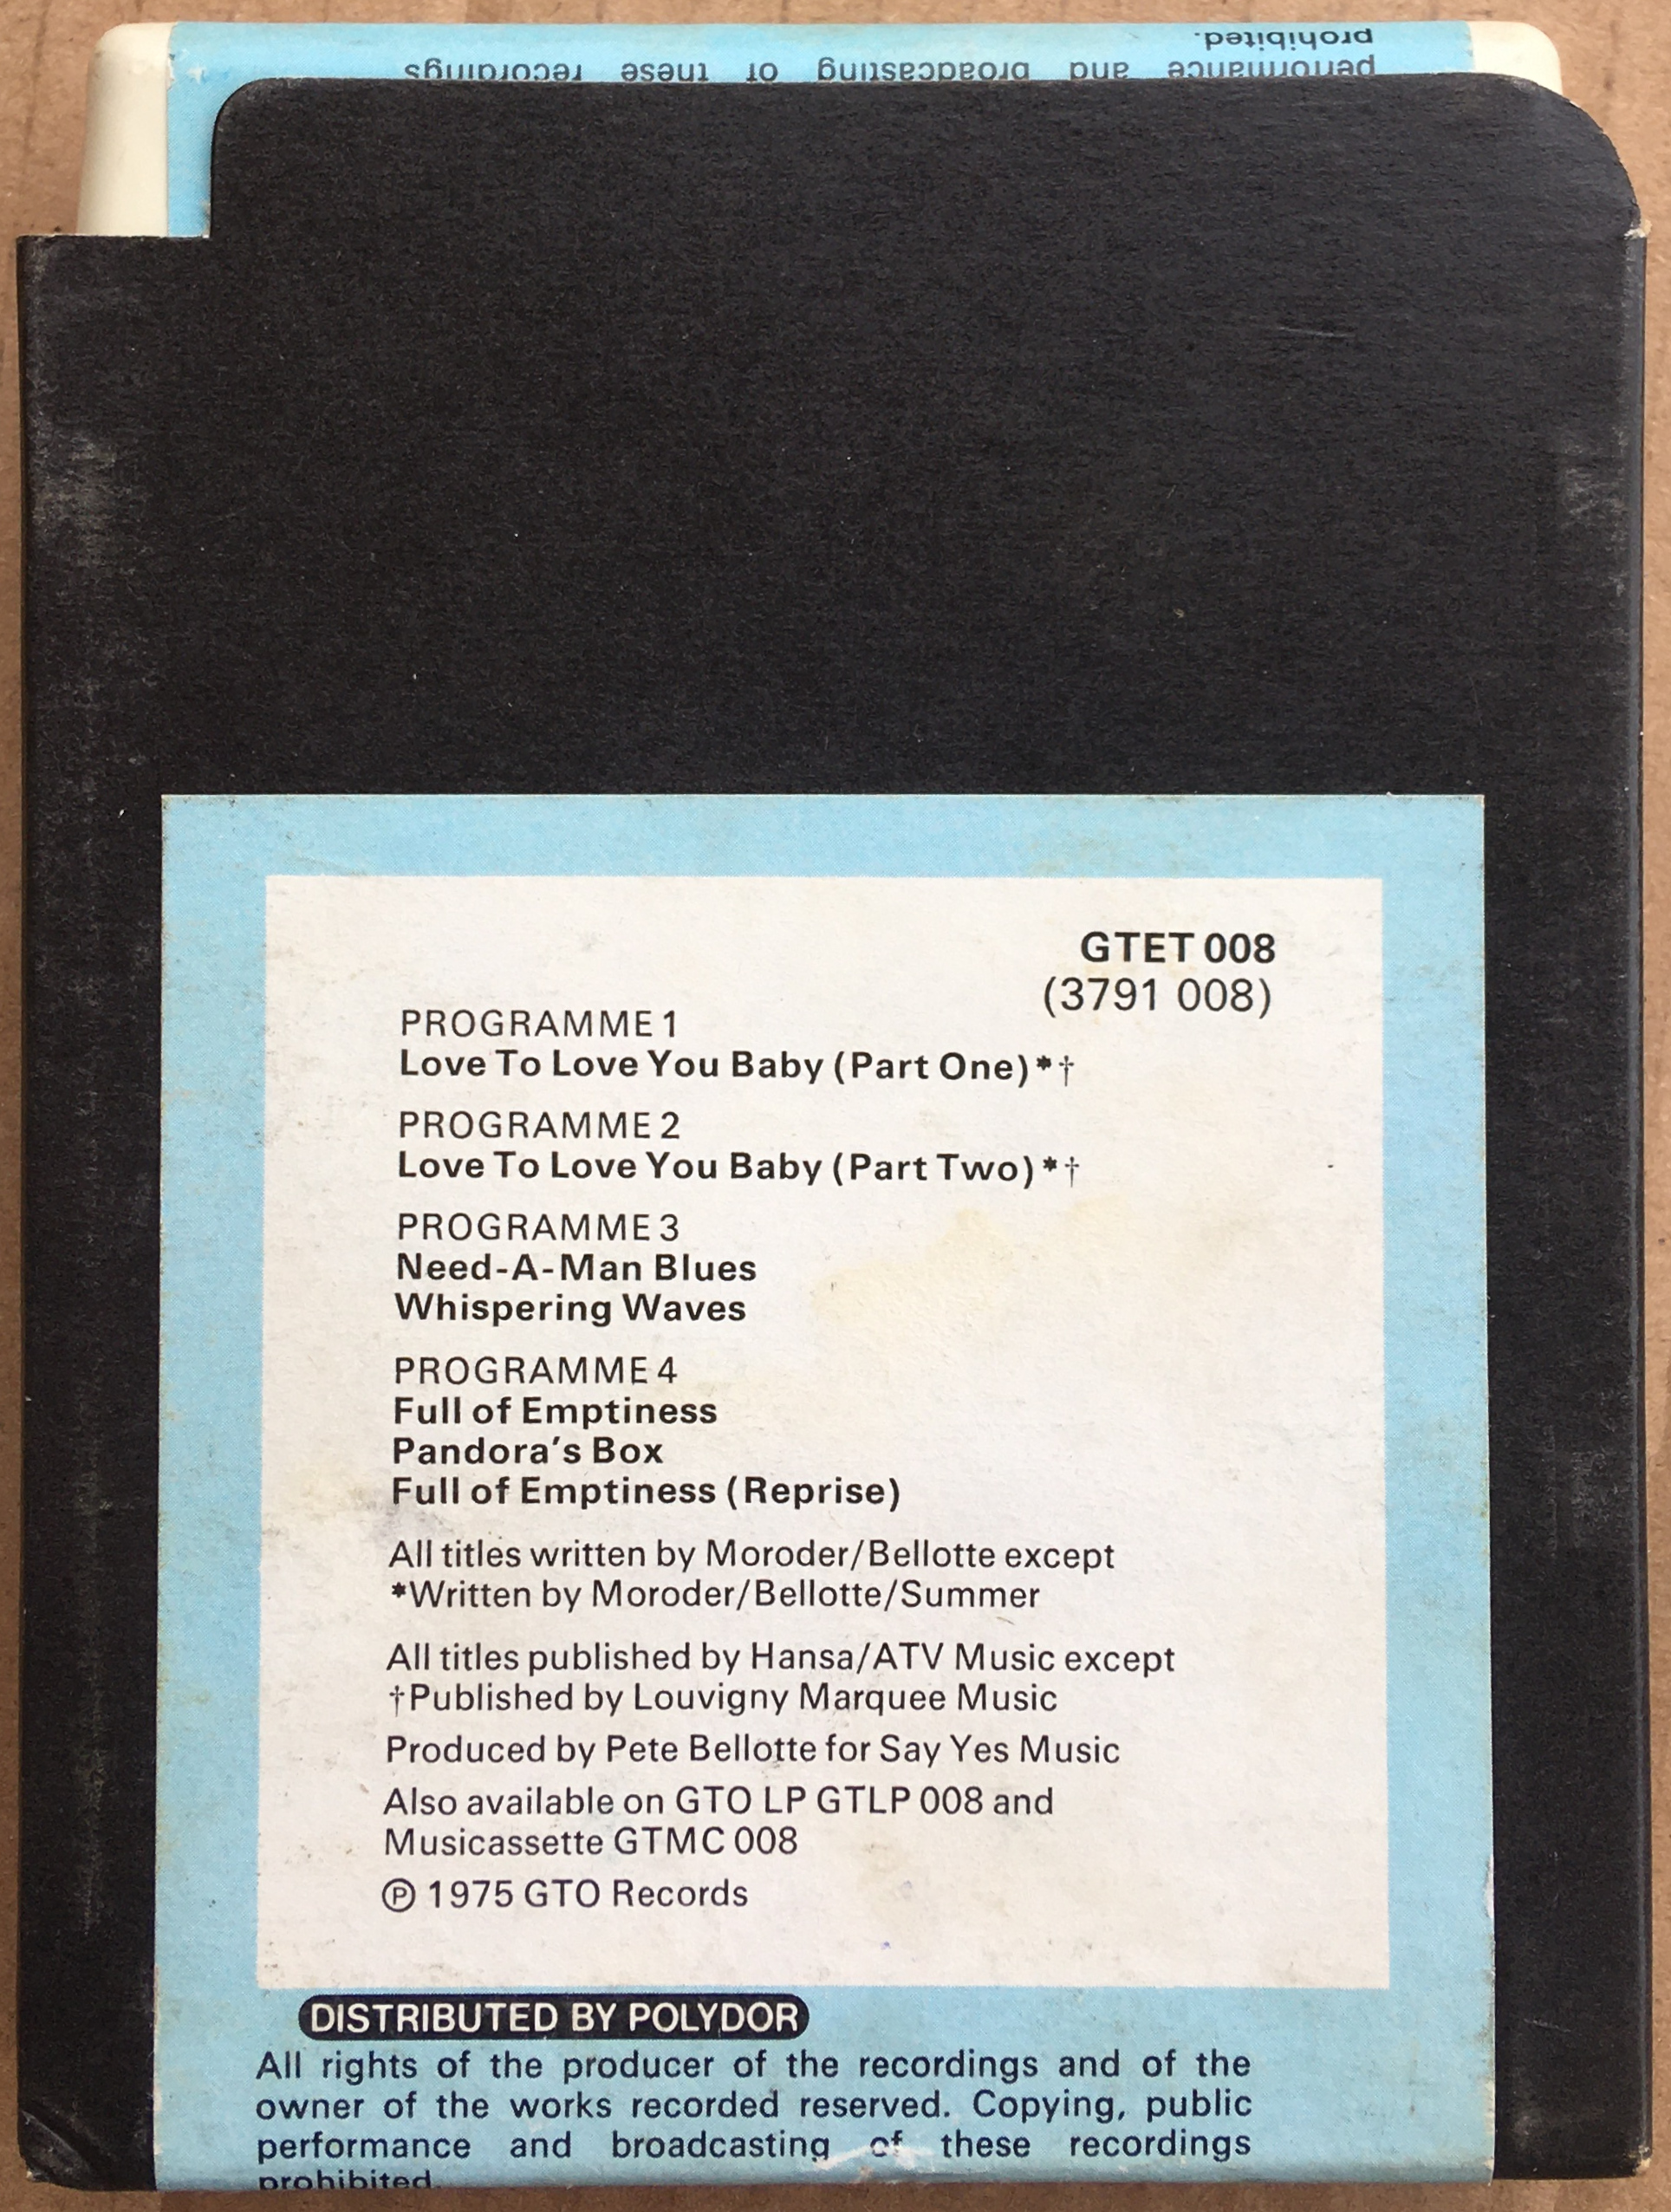 prohibited.
performance and broadcasting of these recordings
GTET 008
(3791 008)
PROGRAMME 1
Love To Love You Baby (Part One)*†
PROGRAMME 2
Love To Love You Baby (Part Two)*†
PROGRAMME 3
Need-A-Man Blues
Whispering Waves
PROGRAMME 4
Full of Emptiness
Pandora's Box
Full of Emptiness (Reprise)
All titles written by Moroder/Bellotte except
*Written by Moroder/Bellotte/Summer
All titles published by Hansa/ATV Music except
†Published by Louvigny Marquee Music
Produced by Pete Bellotte for Say Yes Music
Also available on GTO LP GTLP 008 and
Musicassette GTMC 008
℗ 1975 GTO Records
DISTRIBUTED BY POLYDOR
All rights of the producer of the recordings and of the
owner of the works recorded reserved. Copying, public
performance and broadcasting of these recordings
prohibited.